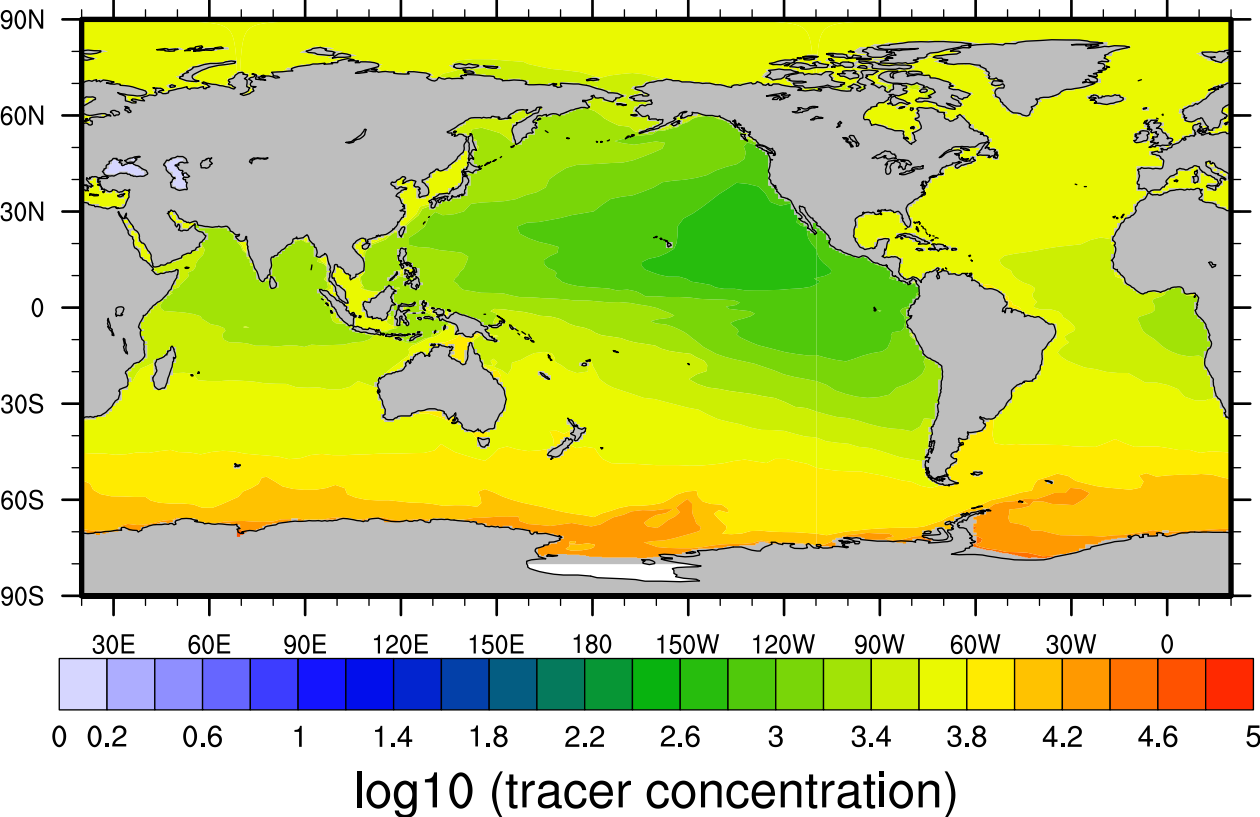 90N
60N
30N
0
30S
60S
90S
30E 60E 90E 120E 150E 180 150W 120W 90W 60W 30W 0
0 0.2 0.6 1 1.4 1.8 2.2 2.6 3 3.4 3.8 4.2 4.6 5
log10 (tracer concentration)